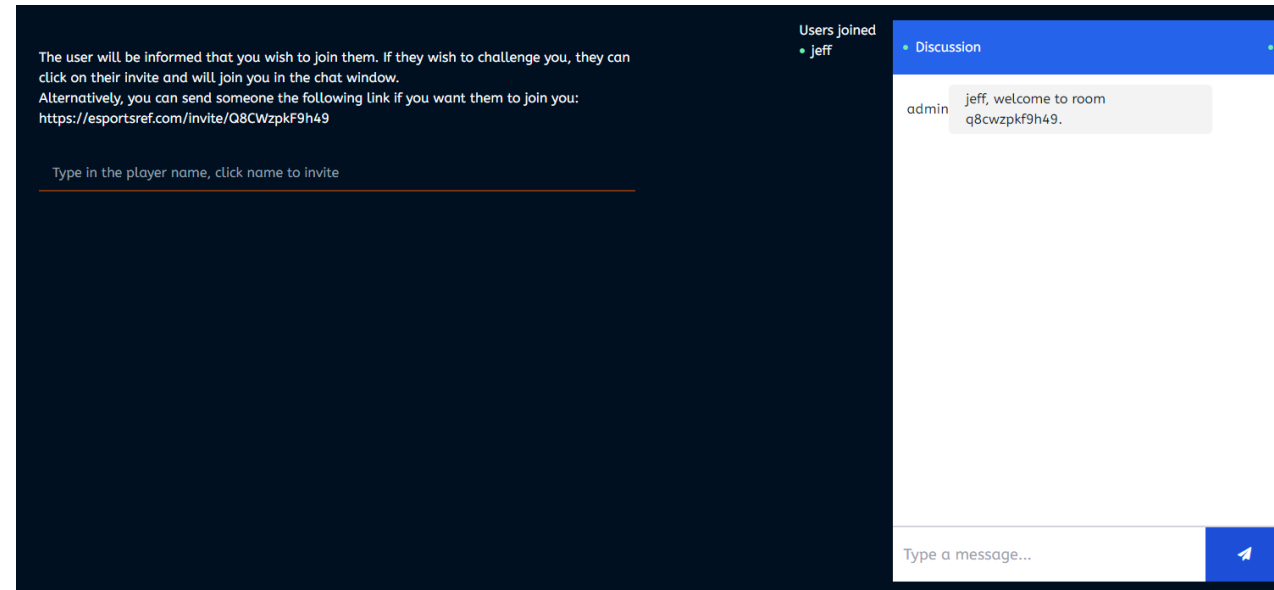 The user will be informed that you wish to join them. If they wish to challenge you, they can
click on their invite and will join you in the chat window.
Alternatively, you can send someone the following link if you want them to join you:
https://esportsref.com/invite/Q8CWzpkF9h49
Type in the player name, click name to invite
Users joined
jeff
Discussion
admin
jeff, welcome to room
q8cwzpkf9h49.
Type a message...